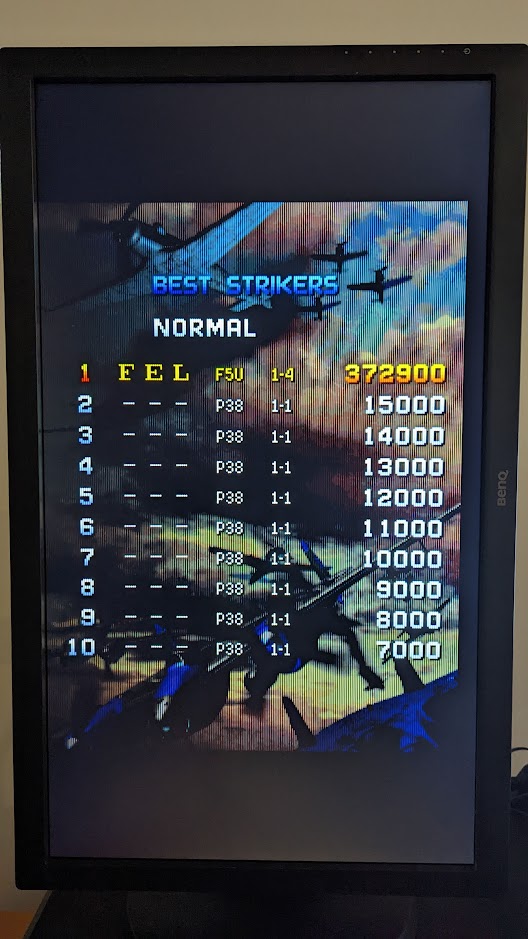 BEST STRIKERS
NORMAL
1 F E L F5U 1-4 372900
2 - - - P38 1-1 15000
3 - - - P38 1-1 14000
4 - - - P38 1-1 13000
5 - - - P38 1-1 12000
6 - - - P38 1-1 11000
7 - - - P38 1-1 10000
8 - - - P38 1-1 9000
9 - - - P38 1-1 8000
10 - - - P38 1-1 7000
BenQ